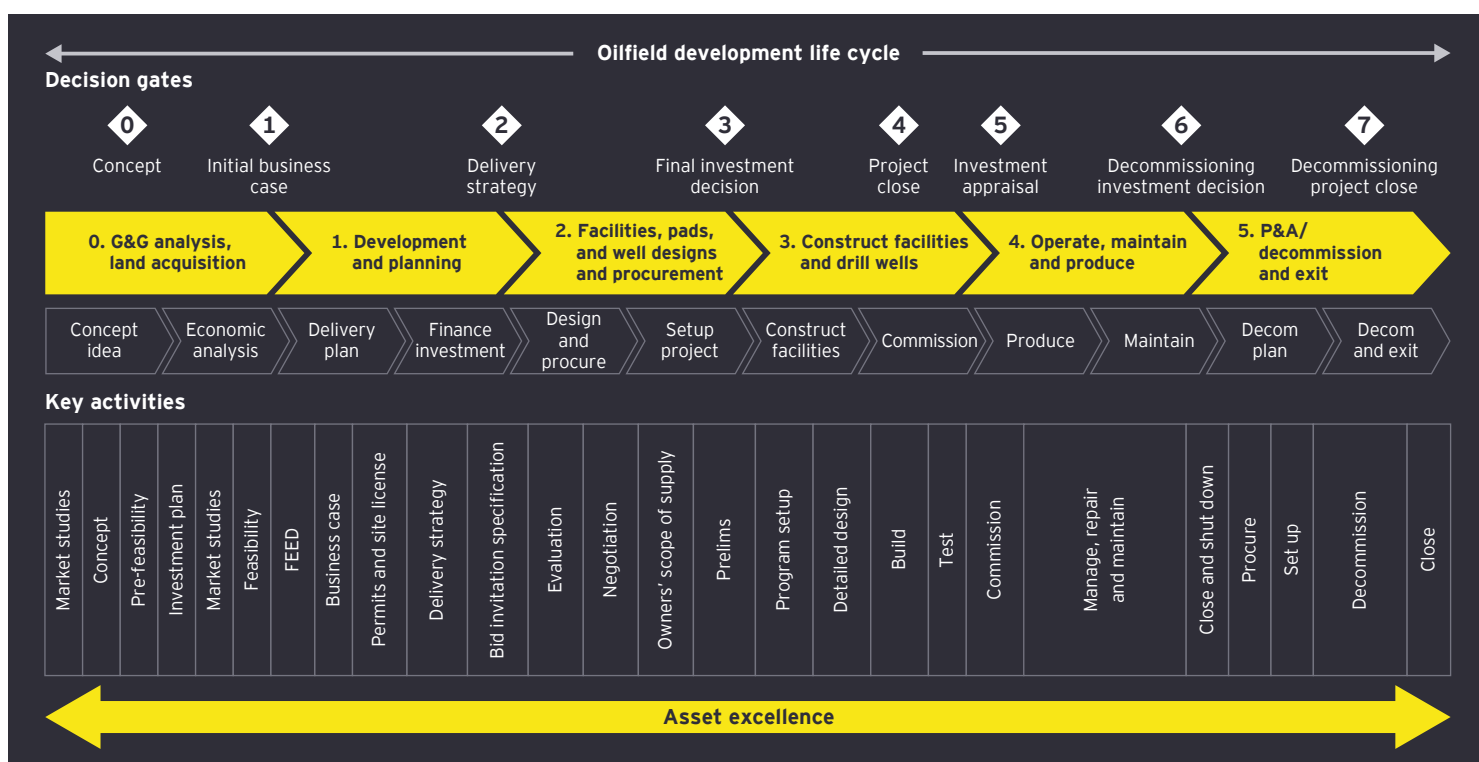 Oilfield development life cycle
Decision gates
0
Concept
1
Initial business
case
2
Delivery
strategy
3
Final investment
decision
4
Project
close
5
Investment
appraisal
6
Decommissioning
investment decision
7
Decommissioning
project close
0. G&G analysis,
land acquisition
1. Development
and planning
2. Facilities, pads,
and well designs
and procurement
3. Construct facilities
and drill wells
4. Operate, maintain
and produce
5. P&A/
decommission
and exit
Concept
idea
Economic
analysis
Delivery
plan
Finance
investment
Design
and
procure
Setup
project
Construct
facilities
Commission
Produce
Maintain
Decom
plan
Decom
and exit
Key activities
Market studies
Concept
Pre-feasibility
Investment plan
Market studies
Feasibility
FEED
Business case
Permits and site license
Delivery strategy
Bid invitation specification
Evaluation
Negotiation
Owners' scope of supply
Prelims
Program setup
Detailed design
Build
Test
Commission
Manage, repair
and maintain
Close and shut down
Procure
Set up
Decommission
Close
Asset excellence